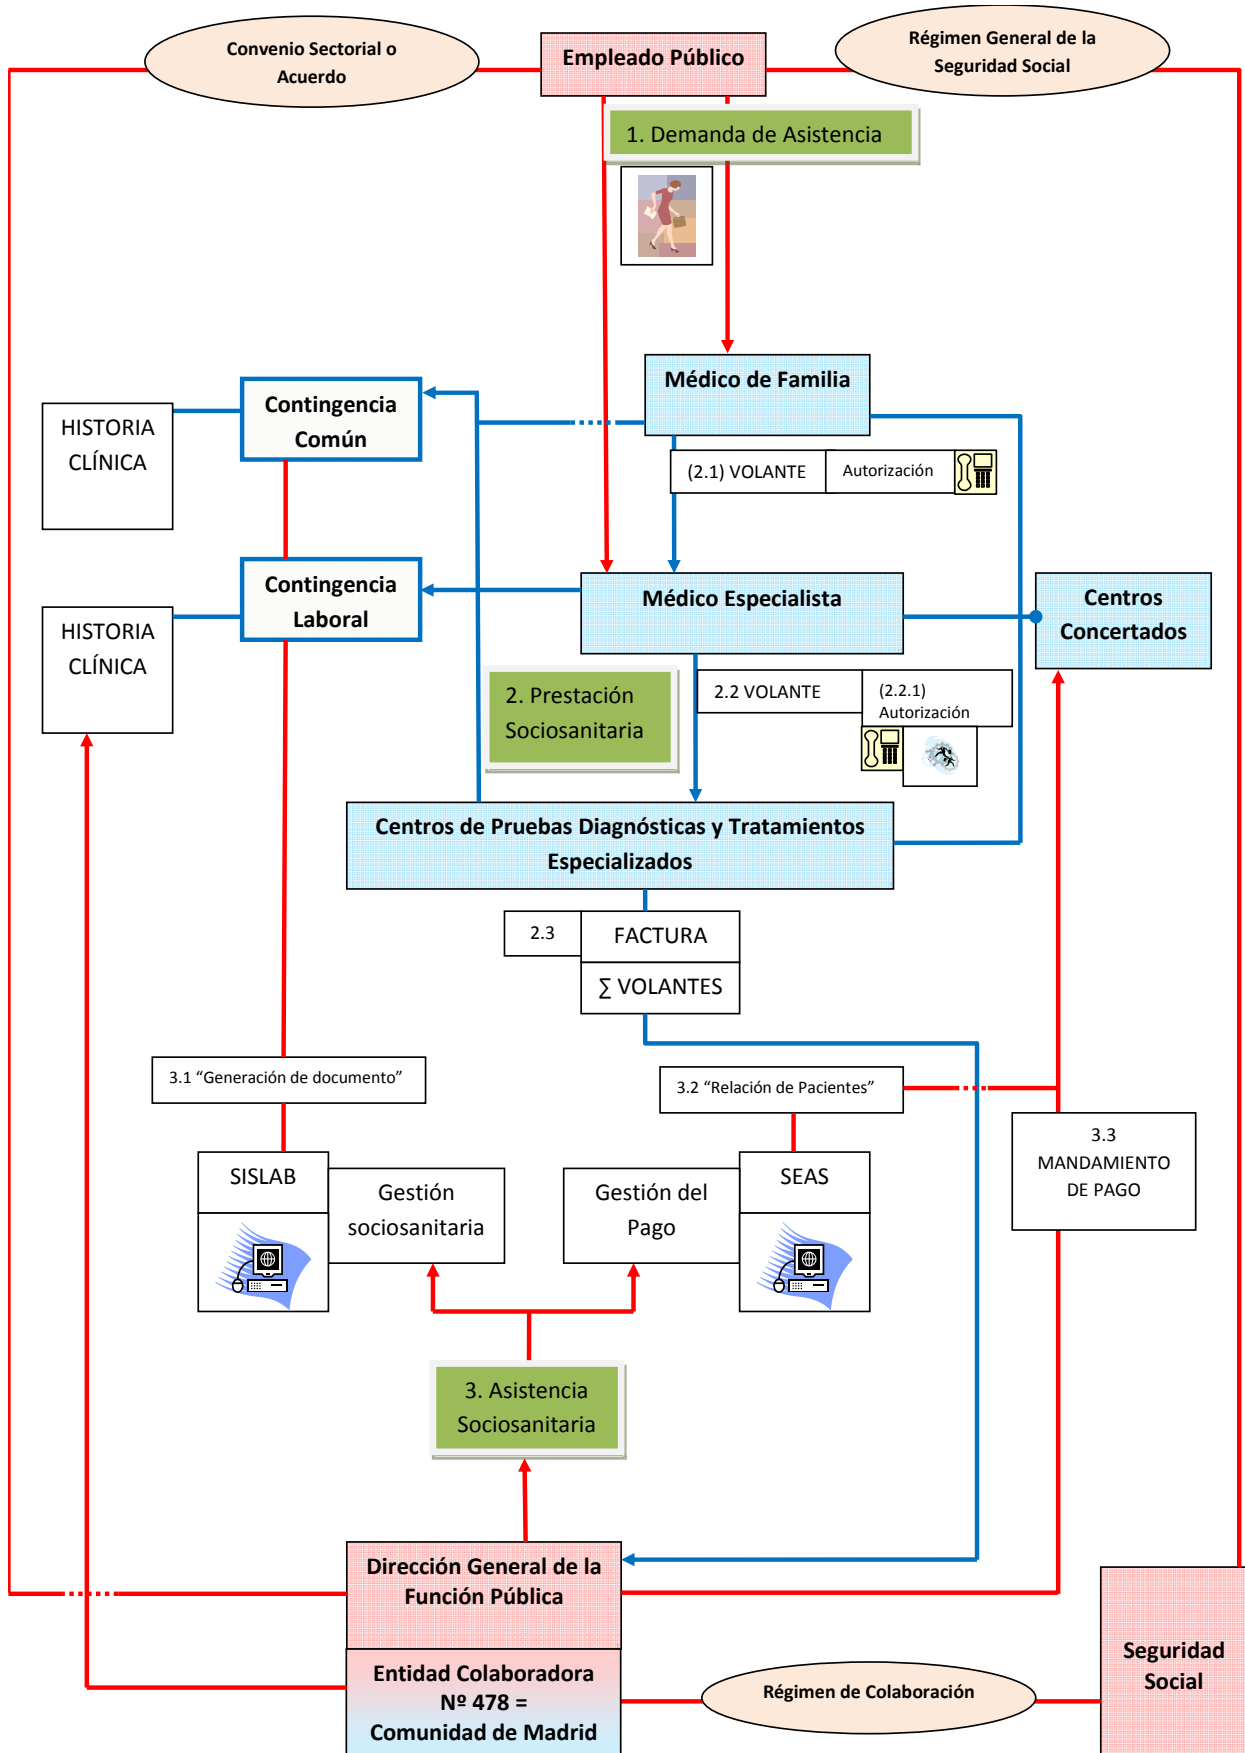 Convenio Sectorial o
Acuerdo
Empleado Público
Régimen General de la
Seguridad Social
1. Demanda de Asistencia
Médico de Familia
Contingencia
Común
HISTORIA
CLÍNICA
(2.1) VOLANTE
Autorización
Contingencia
Laboral
HISTORIA
CLÍNICA
Médico Especialista
Centros
Concertados
2. Prestación
Sociosanitaria
2.2 VOLANTE
(2.2.1)
Autorización
Centros de Pruebas Diagnósticas y Tratamientos
Especializados
2.3
FACTURA
∑ VOLANTES
3.1 “Generación de documento”
3.2 “Relación de Pacientes”
3.3
MANDAMIENTO
DE PAGO
SISLAB
Gestión
sociosanitaria
Gestión del
Pago
SEAS
3. Asistencia
Sociosanitaria
Dirección General de la
Función Pública
Entidad Colaboradora
Nº 478 =
Comunidad de Madrid
Régimen de Colaboración
Seguridad
Social